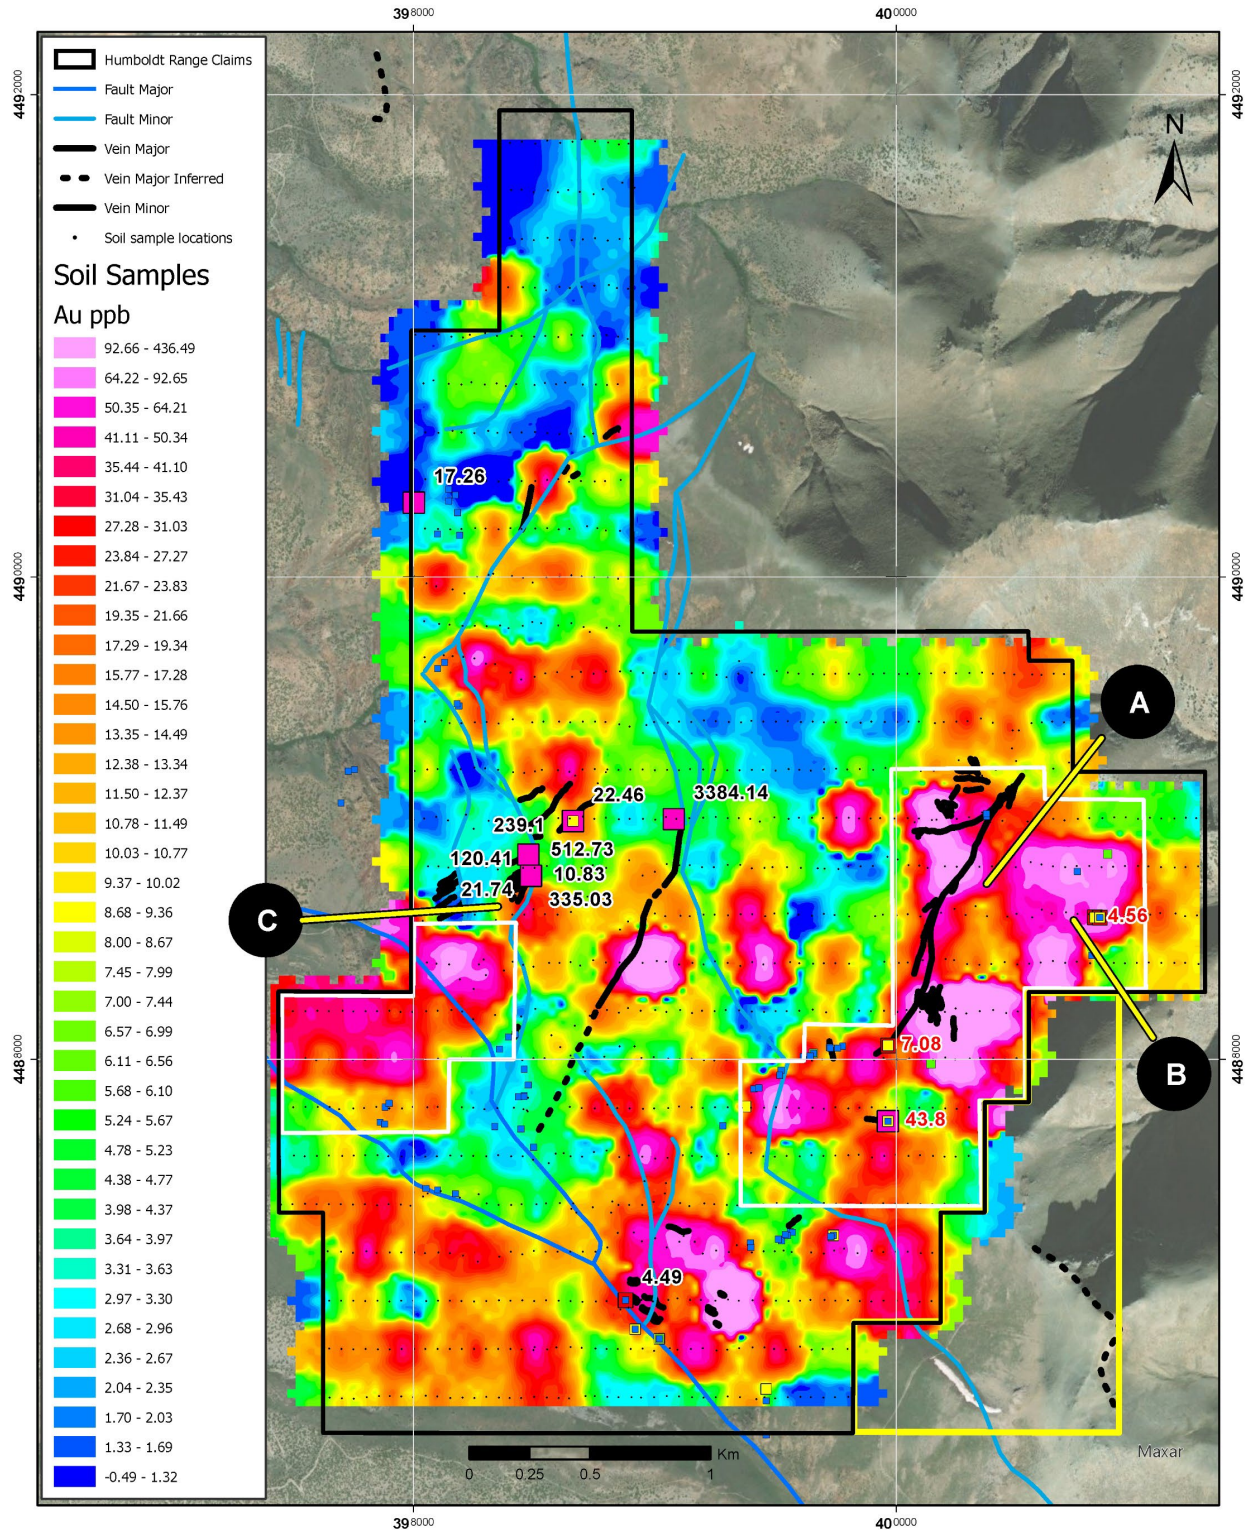 398000
400000
4492000
4492000
Humboldt Range Claims
Fault Major
Fault Minor
Vein Major
Vein Major Inferred
Vein Minor
Soil sample locations
N
Soil Samples
Au ppb
92.66 - 436.49
64.22 - 92.65
50.35 - 64.21
41.11 - 50.34
35.44 - 41.10
31.04 - 35.43
27.28 - 31.03
23.84 - 27.27
21.67 - 23.83
19.35 - 21.66
17.29 - 19.34
15.77 - 17.28
14.50 - 15.76
13.35 - 14.49
12.38 - 13.34
11.50 - 12.37
10.78 - 11.49
10.03 - 10.77
9.37 - 10.02
8.68 - 9.36
8.00 - 8.67
7.45 - 7.99
7.00 - 7.44
6.57 - 6.99
6.11 - 6.56
5.68 - 6.10
5.24 - 5.67
4.78 - 5.23
4.38 - 4.77
3.98 - 4.37
3.64 - 3.97
3.31 - 3.63
2.97 - 3.30
2.68 - 2.96
2.36 - 2.67
2.04 - 2.35
1.70 - 2.03
1.33 - 1.69
-0.49 - 1.32
17.26
4490000
4490000
A
22.46
3384.14
239.1
512.73
120.41
10.83
21.74
335.03
C
4.56
7.08
4488000
4488000
B
43.8
4.49
Km
0
0.25
0.5
1
Maxar
398000
400000